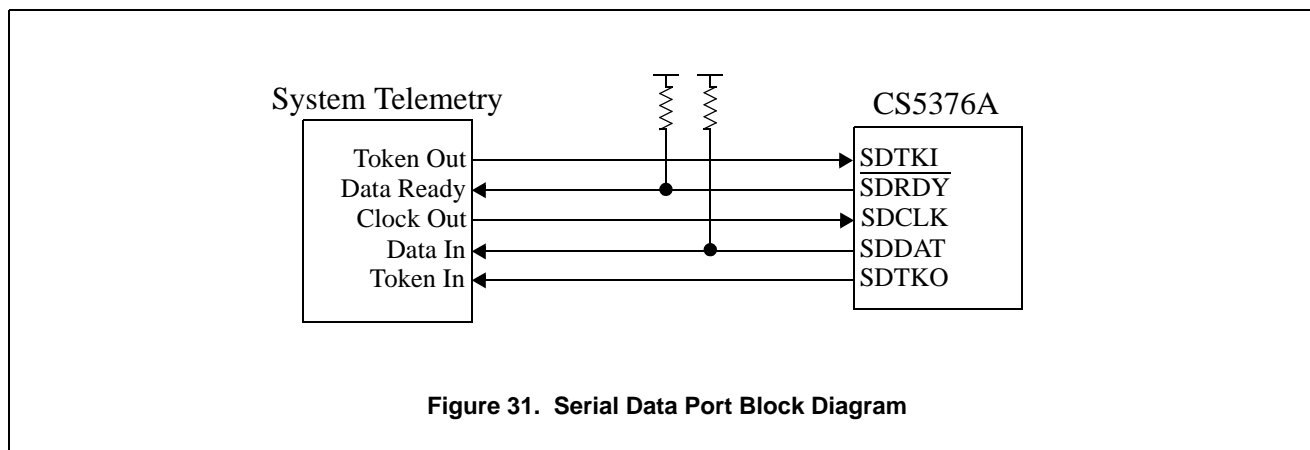 System Telemetry
CS5376A
Token Out
SDTKI
Data Ready
SDRDY
Clock Out
SDCLK
Data In
SDDAT
Token In
SDTKO
Figure 31. Serial Data Port Block Diagram